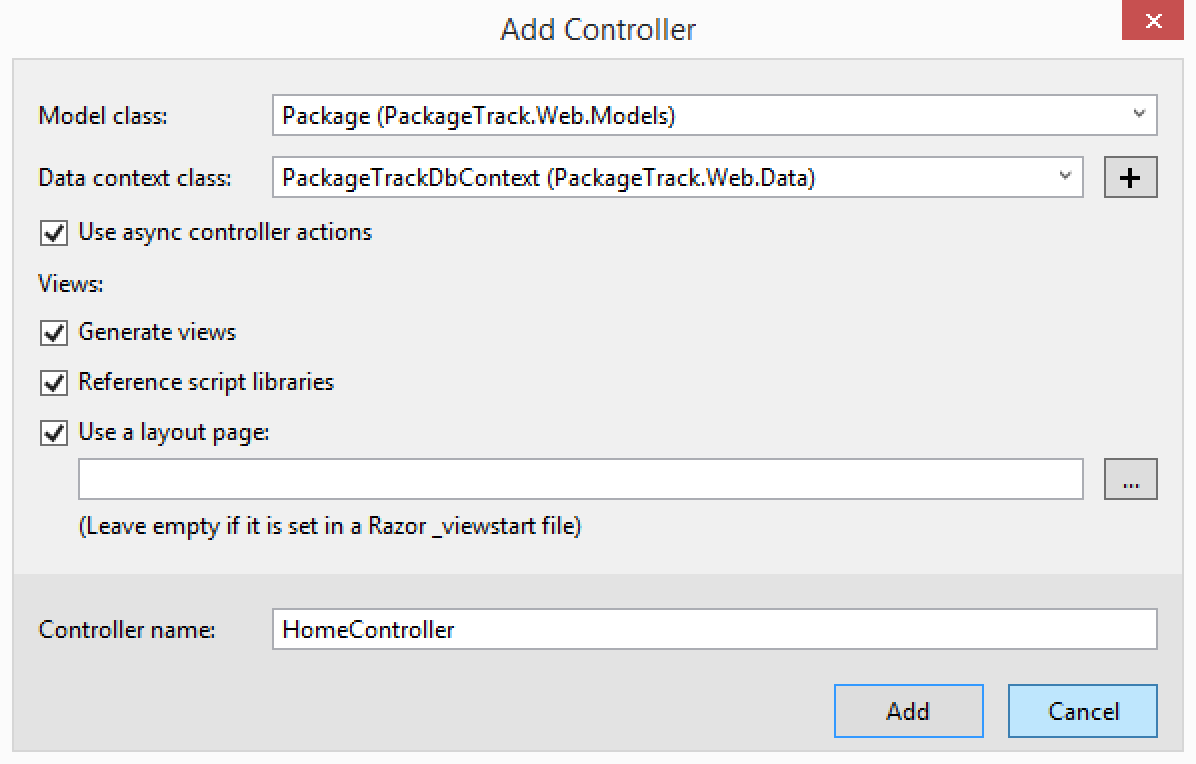 Add Controller
Model class:
Package (PackageTrack.Web.Models)
Data context class:
PackageTrackDbContext (PackageTrack.Web.Data)
+
Use async controller actions
Views:
Generate views
Reference script libraries
Use a layout page:
...
(Leave empty if it is set in a Razor _viewstart file)
Controller name:
HomeController
Add
Cancel